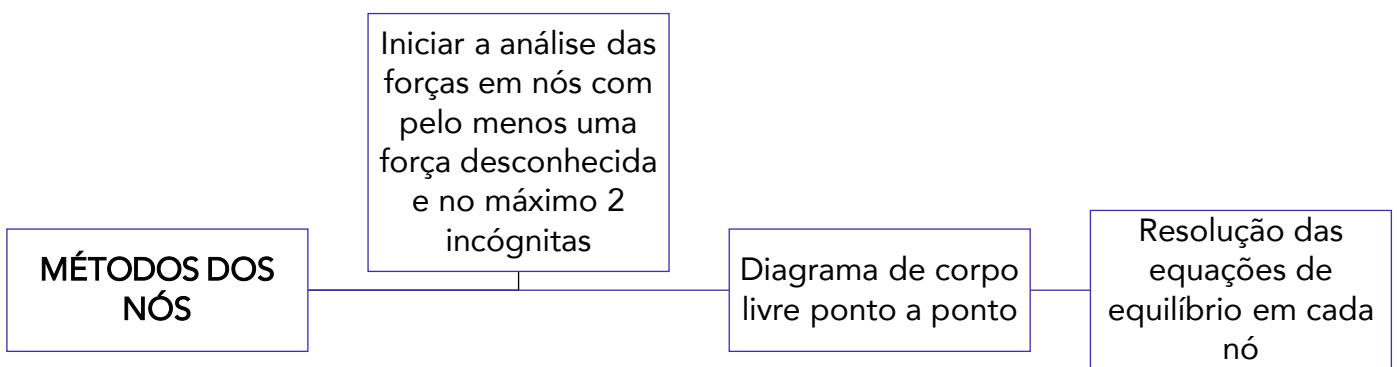 MÉTODOS DOS
NÓS
Iniciar a análise das
forças em nós com
pelo menos uma
força desconhecida
e no máximo 2
incógnitas
Diagrama de corpo
livre ponto a ponto
Resolução das
equações de
equilíbrio em cada
nó